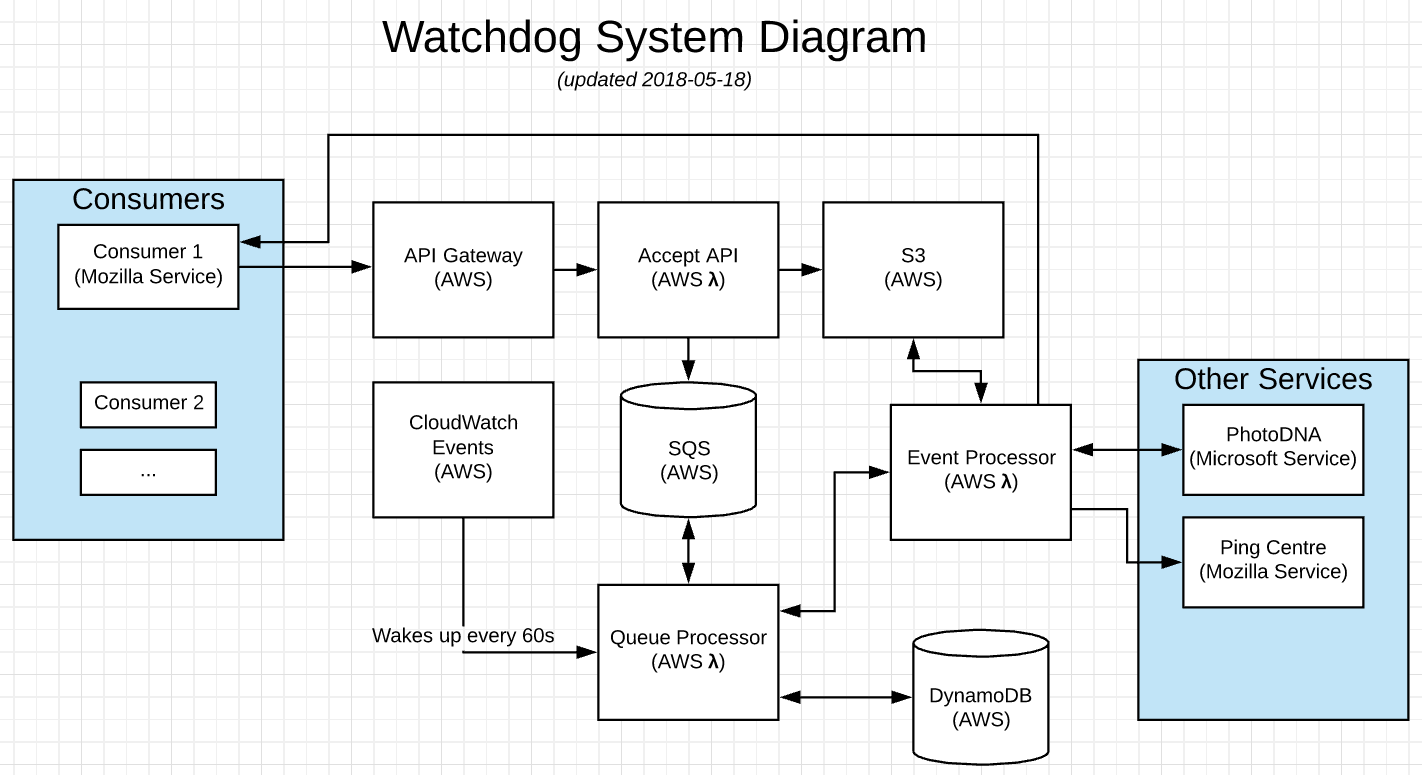 Watchdog System Diagram
(updated 2018-05-18)
Consumers
Consumer 1
(Mozilla Service)
Consumer 2
...
API Gateway
(AWS)
Accept API
(AWS λ)
S3
(AWS)
CloudWatch
Events
(AWS)
SQS
(AWS)
Event Processor
(AWS λ)
Other Services
PhotoDNA
(Microsoft Service)
Ping Centre
(Mozilla Service)
Wakes up every 60s
Queue Processor
(AWS λ)
DynamoDB
(AWS)